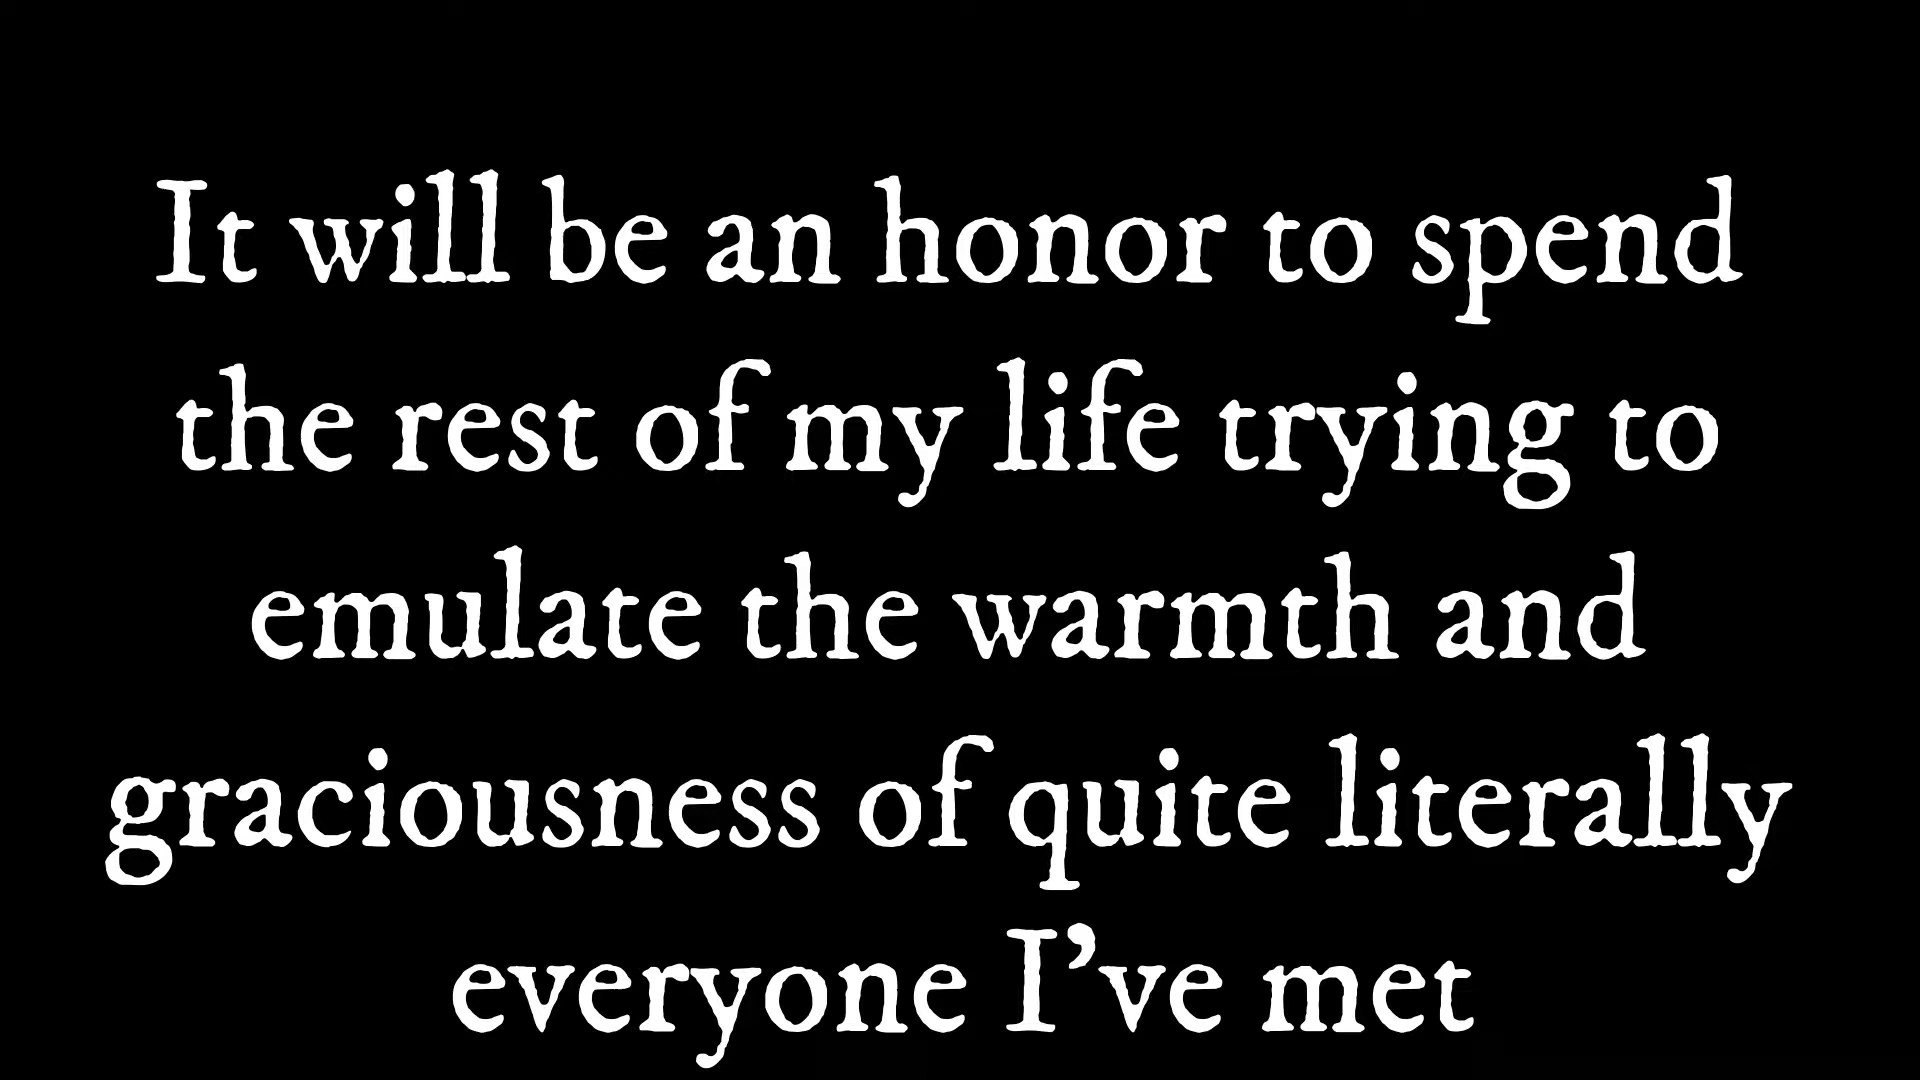 It will be an honor to spend
the rest of my life trying to
emulate the warmth and
graciousness of quite literally
everyone I’ve met